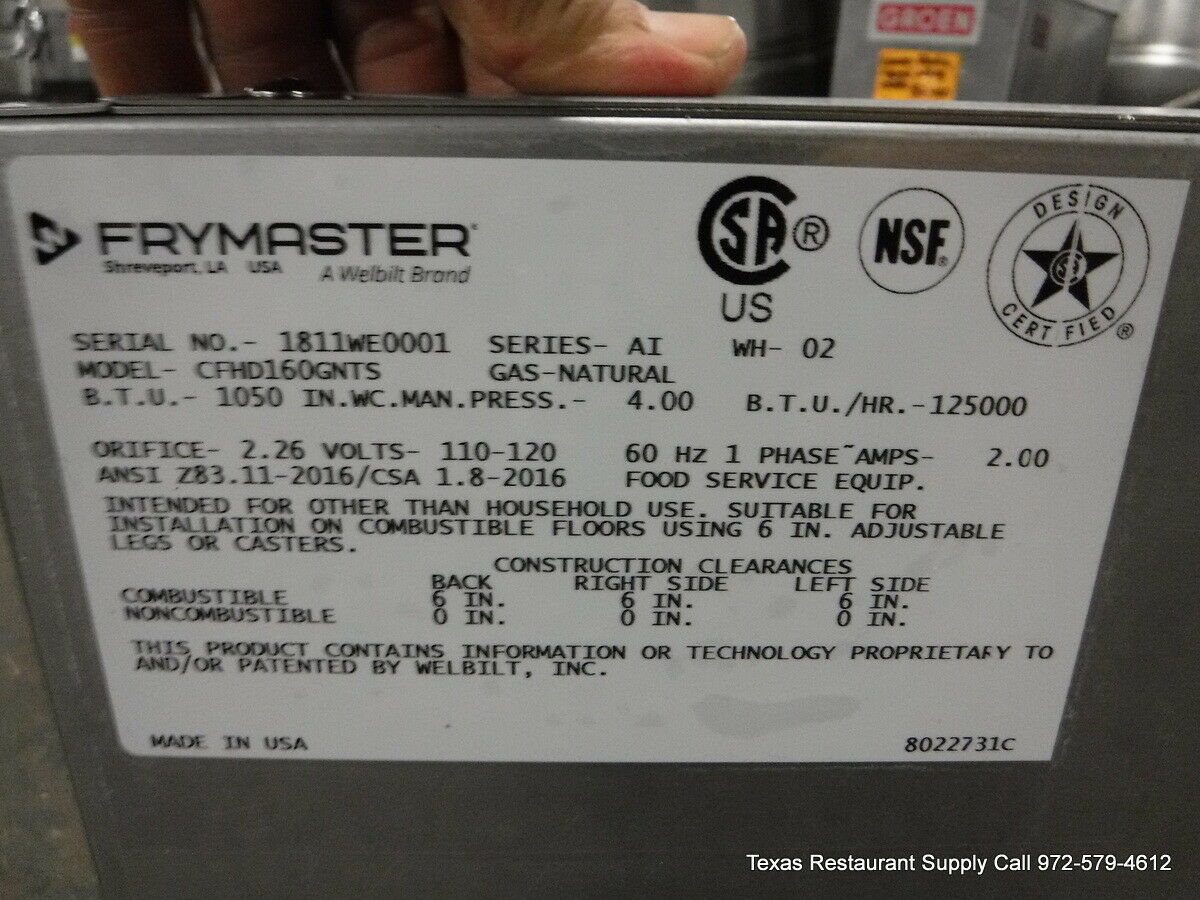 GROEN
FRYMASTER
Shreveport, LA USA A Welbilt Brand
SA ®
US
NSF®
DESIGN
CERTIFIED ®
SERIAL NO.- 1811WE0001 SERIES- AI WH- 02
MODEL- CFHD160GNTS GAS-NATURAL
B.T.U.- 1050 IN.WC.MAN.PRESS.- 4.00 B.T.U./HR.-125000
ORIFICE- 2.26 VOLTS- 110-120 60 Hz 1 PHASE~AMPS- 2.00
ANSI Z83.11-2016/CSA 1.8-2016 FOOD SERVICE EQUIP.
INTENDED FOR OTHER THAN HOUSEHOLD USE. SUITABLE FOR
INSTALLATION ON COMBUSTIBLE FLOORS USING 6 IN. ADJUSTABLE
LEGS OR CASTERS.
CONSTRUCTION CLEARANCES
BACK RIGHT SIDE LEFT SIDE
COMBUSTIBLE 6 IN. 6 IN. 6 IN.
NONCOMBUSTIBLE 0 IN. 0 IN. 0 IN.
THIS PRODUCT CONTAINS INFORMATION OR TECHNOLOGY PROPRIETARY TO
AND/OR PATENTED BY WELBILT, INC.
MADE IN USA 8022731C
Texas Restaurant Supply Call 972-579-4612